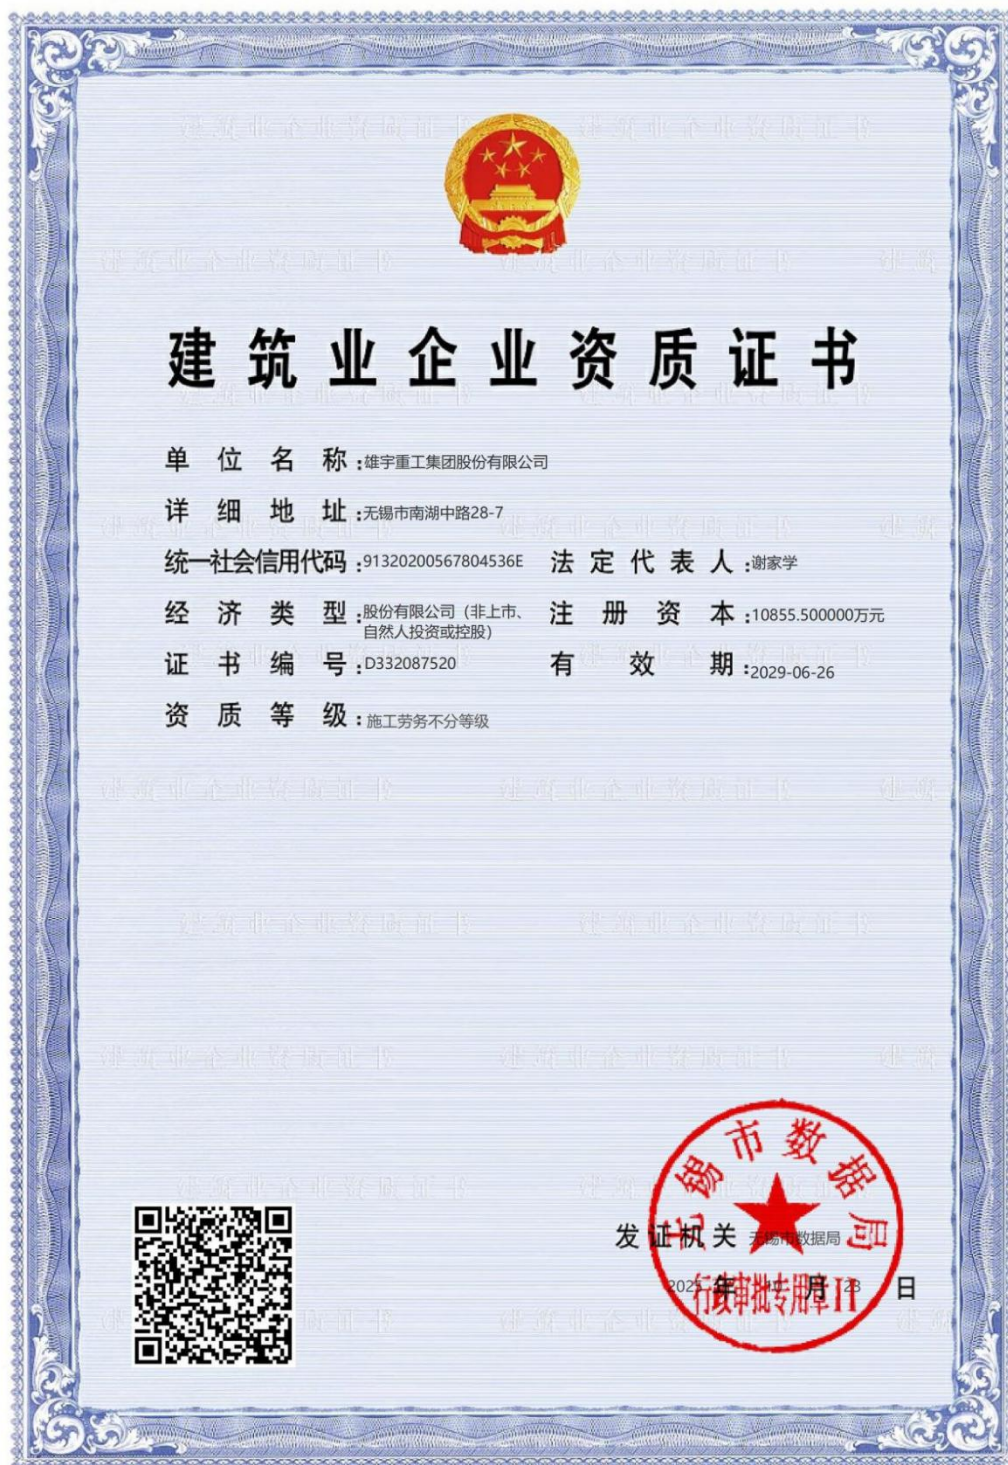 建筑业企业资质证书
单位名称:雄宇重工集团股份有限公司
详细地址:无锡市南湖中路28-7
统一社会信用代码:91320200567804536E 法定代表人:谢家学
经济类型:股份有限公司（非上市、自然人投资或控股） 注册资本:10855.500000万元
证书编号:D332087520 有效期:2029-06-26
资质等级:施工劳务不分等级
无锡市数据局
发证机关 无锡市数据局
年 月 23 日
行政审批专用章II